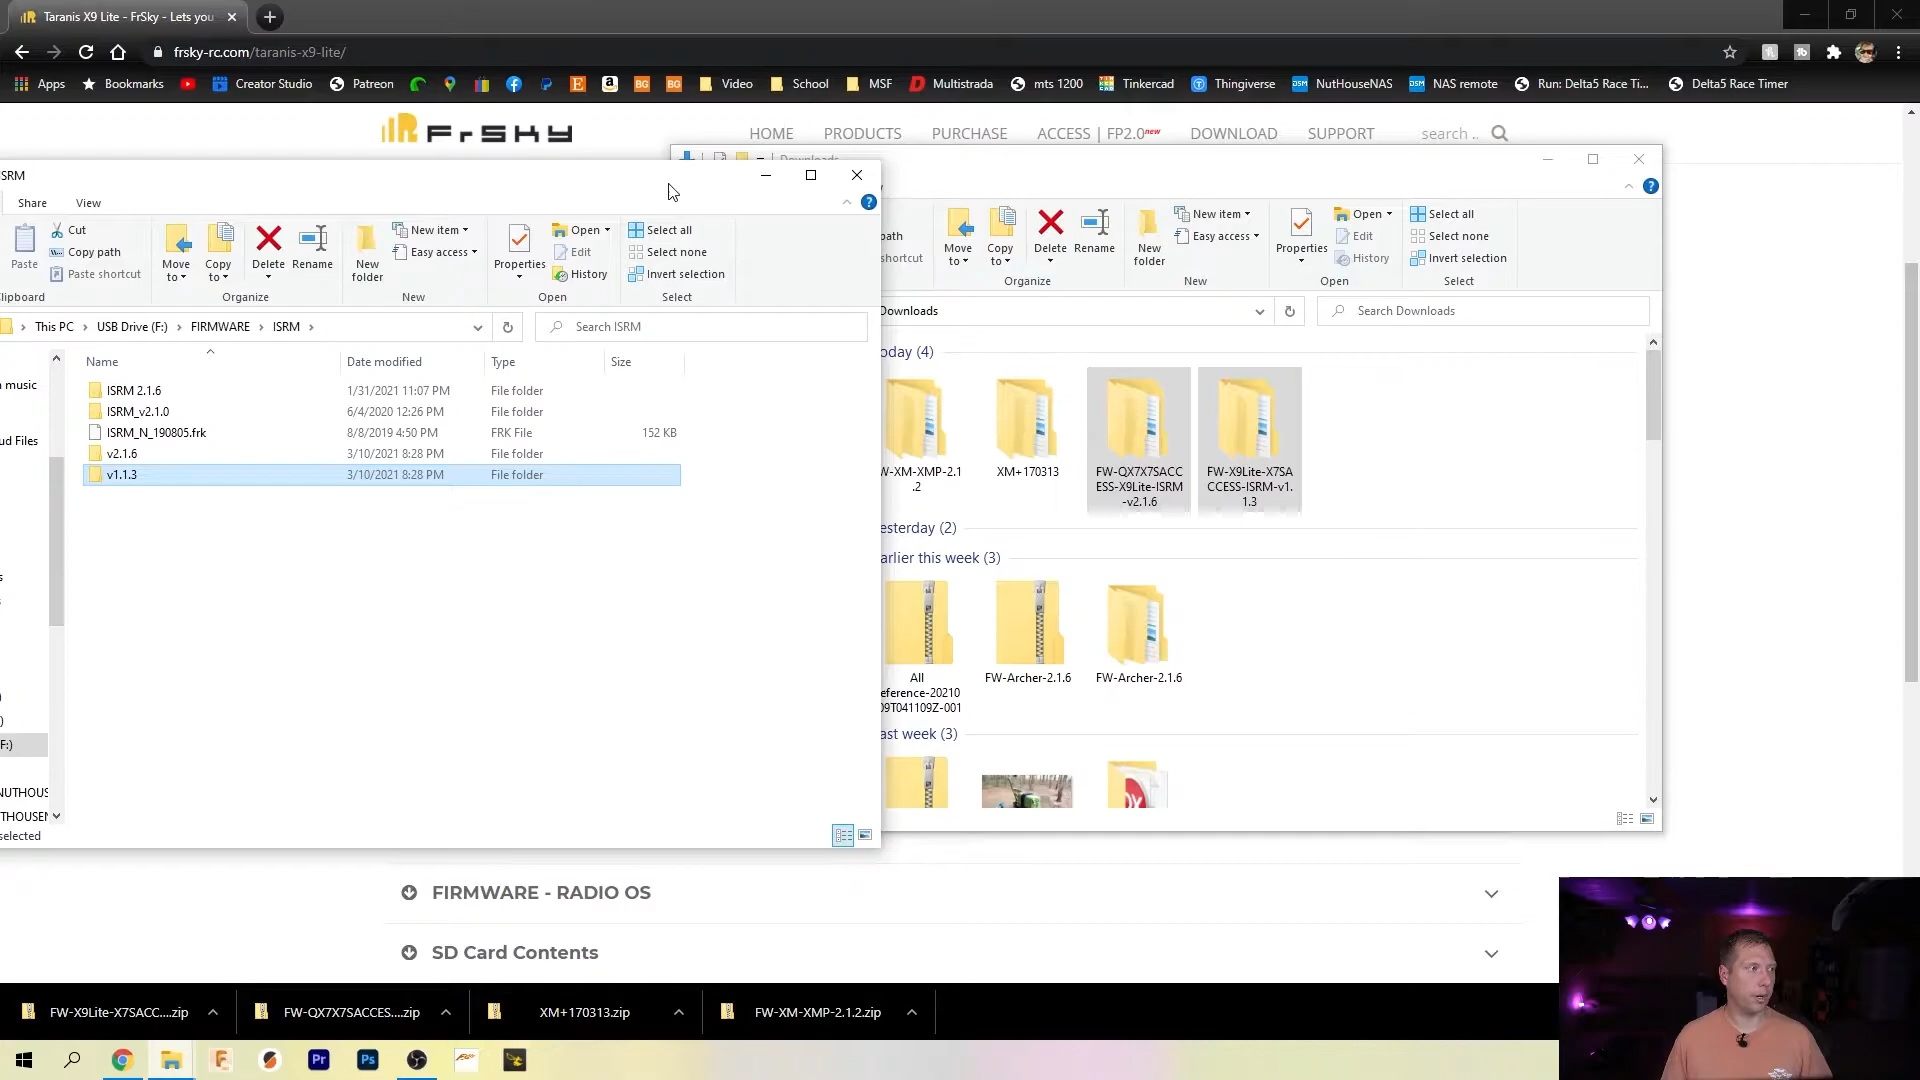 Taranis X9 Lite - FrSky - Lets you
frsky-rc.com/taranis-x9-lite/
Apps Bookmarks Creator Studio Patreon Video School MSF Multistrada mts 1200 Tinkercad Thingiverse NutHouseNAS NAS remote Run: Delta5 Race Ti... Delta5 Race Timer
FrSky HOME PRODUCTS PURCHASE ACCESS | FP2.0new DOWNLOAD SUPPORT search ..
Downloads
SRM
Share View
Cut
Copy path
Paste shortcut
Paste
lipboard
Move to
Copy to
Delete
Rename
Organize
New folder
New item
Easy access
New
Properties
Open
Edit
History
Open
Select all
Select none
Invert selection
Select
This PC > USB Drive (F:) > FIRMWARE > ISRM >
Search ISRM
Name Date modified Type Size
ISRM 2.1.6 1/31/2021 11:07 PM File folder
ISRM_v2.1.0 6/4/2020 12:26 PM File folder
ISRM_N_190805.frk 8/8/2019 4:50 PM FRK File 152 KB
v2.1.6 3/10/2021 8:28 PM File folder
v1.1.3 3/10/2021 8:28 PM File folder
music
ud Files
F:)
NUTHOUS
THOUSEN
selected
path
shortcut
Move to
Copy to
Delete
Rename
Organize
New folder
New item
Easy access
New
Properties
Open
Edit
History
Open
Select all
Select none
Invert selection
Select
Downloads
Search Downloads
oday (4)
W-XM-XMP-2.1
.2
XM+170313
FW-QX7X7SACC
ESS-X9Lite-ISRM
-v2.1.6
FW-X9Lite-X7SA
CCESS-ISRM-v1.
1.3
esterday (2)
arlier this week (3)
All
eference-20210
09T041109Z-001
FW-Archer-2.1.6
FW-Archer-2.1.6
ast week (3)
FIRMWARE - RADIO OS
SD Card Contents
FW-X9Lite-X7SACC....zip FW-QX7X7SACCES....zip XM+170313.zip FW-XM-XMP-2.1.2.zip
Pr Ps